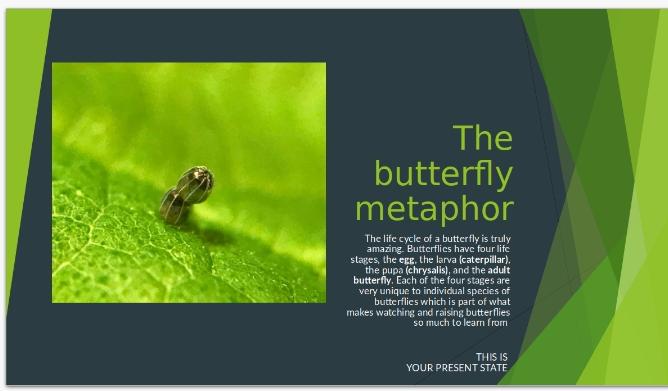 The
butterfly
metaphor
The life cycle of a butterfly is truly
amazing. Butterflies have four life
stages, the egg, the larva (caterpillar),
the pupa (chrysalis), and the adult
butterfly. Each of the four stages are
very unique to individual species of
butterflies which is part of what
makes watching and raising butterflies
so much to learn from
THIS IS
YOUR PRESENT STATE